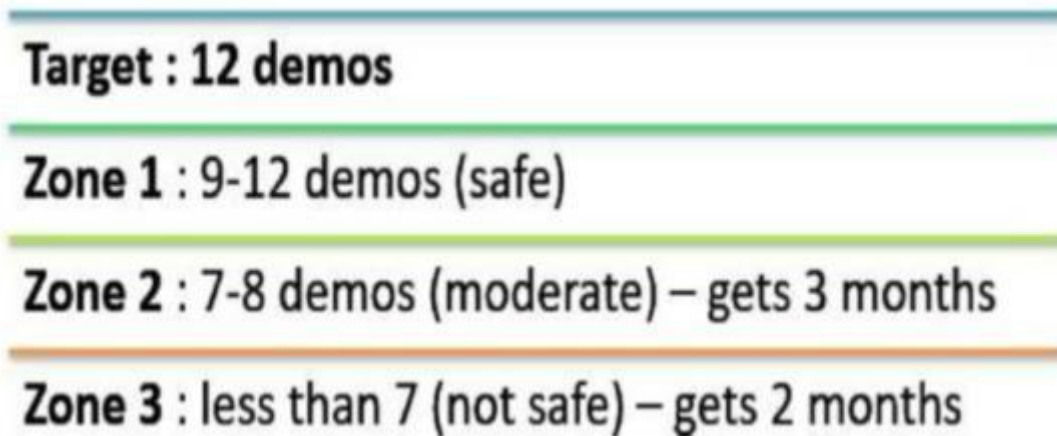 Target : 12 demos
Zone 1 : 9-12 demos (safe)
Zone 2 : 7-8 demos (moderate) – gets 3 months
Zone 3 : less than 7 (not safe) – gets 2 months